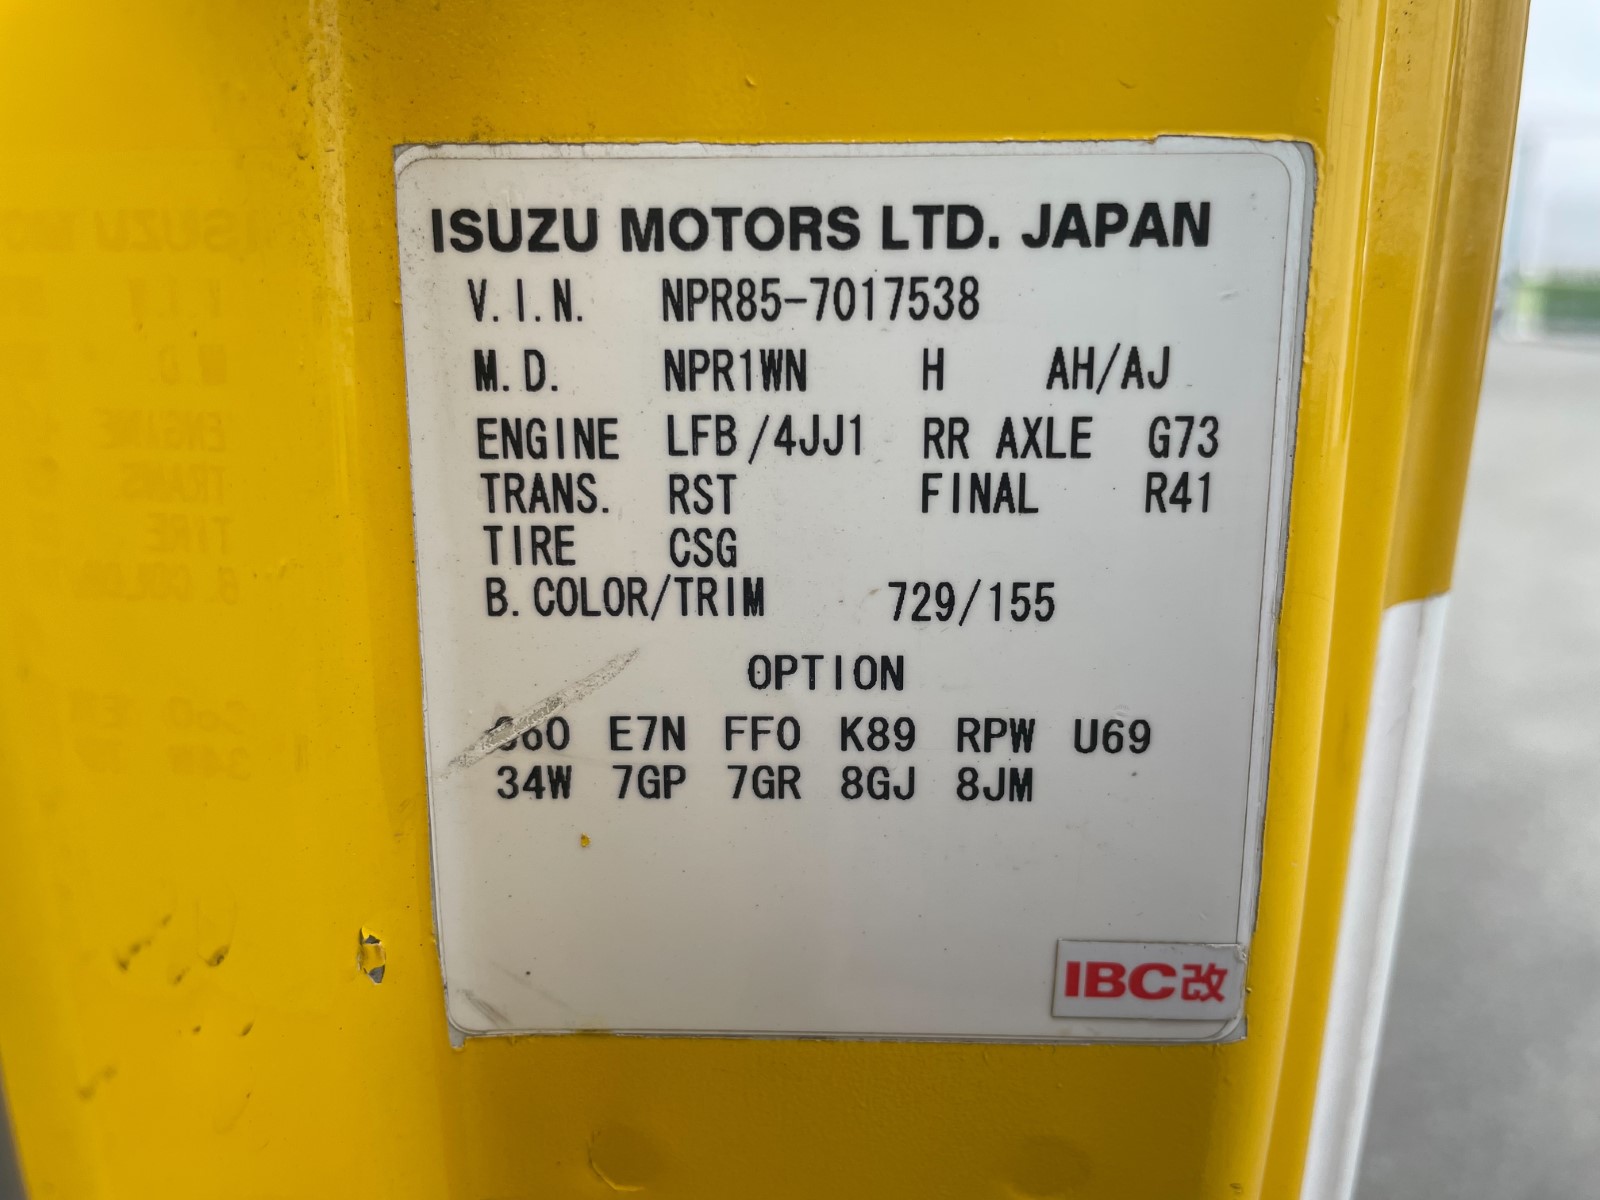 ISUZU MOTORS LTD. JAPAN
V.I.N. NPR85-7017538
M.D. NPR1WN H AH/AJ
ENGINE LFB/4JJ1 RR AXLE G73
TRANS. RST FINAL R41
TIRE CSG
B.COLOR/TRIM 729/155
OPTION
E7N FF0 K89 RPW U69
34W 7GP 7GR 8GJ 8JM
IBC改